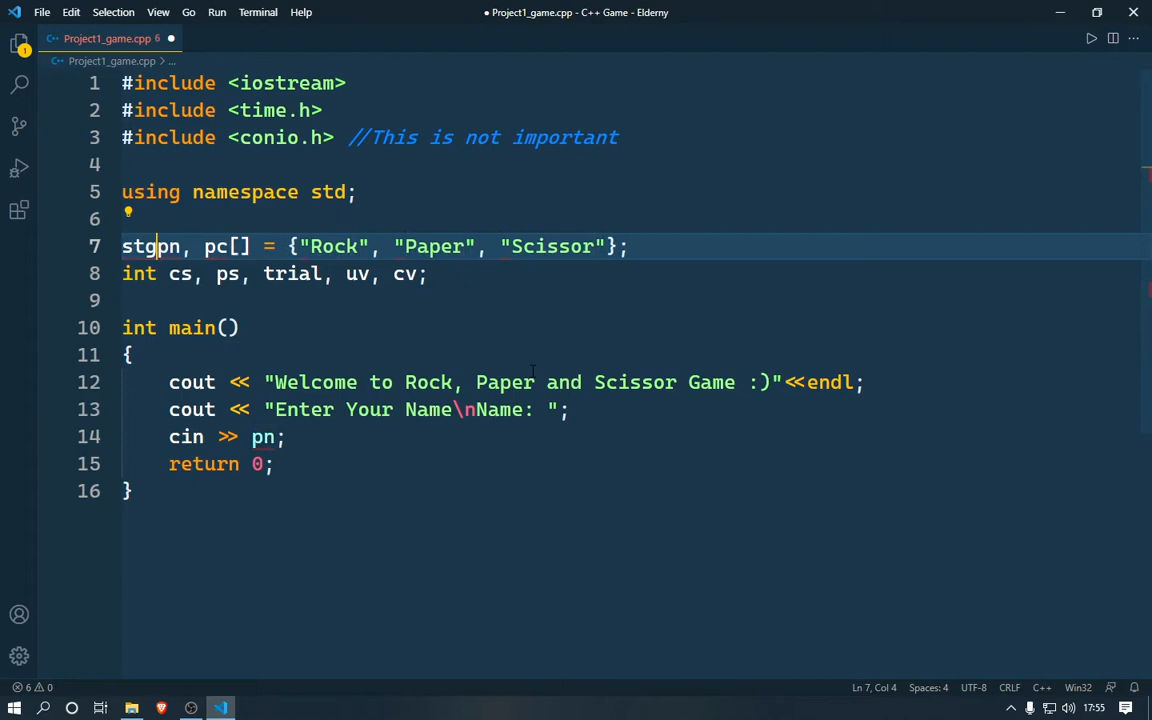 File Edit Selection View Go Run Terminal Help
● Project1_game.cpp - C++ Game - Elderny
C++ Project1_game.cpp 6 ●
1
C++ Project1_game.cpp > ...
1 #include <iostream>
2 #include <time.h>
3 #include <conio.h> //This is not important
4
5 using namespace std;
6
7 stgpn, pc[] = {"Rock", "Paper", "Scissor"};
8 int cs, ps, trial, uv, cv;
9
10 int main()
11 {
12 cout << "Welcome to Rock, Paper and Scissor Game :)"<<endl;
13 cout << "Enter Your Name\nName: ";
14 cin >> pn;
15 return 0;
16 }
6 0
Ln 7, Col 4 Spaces: 4 UTF-8 CRLF C++ Win32
17:55